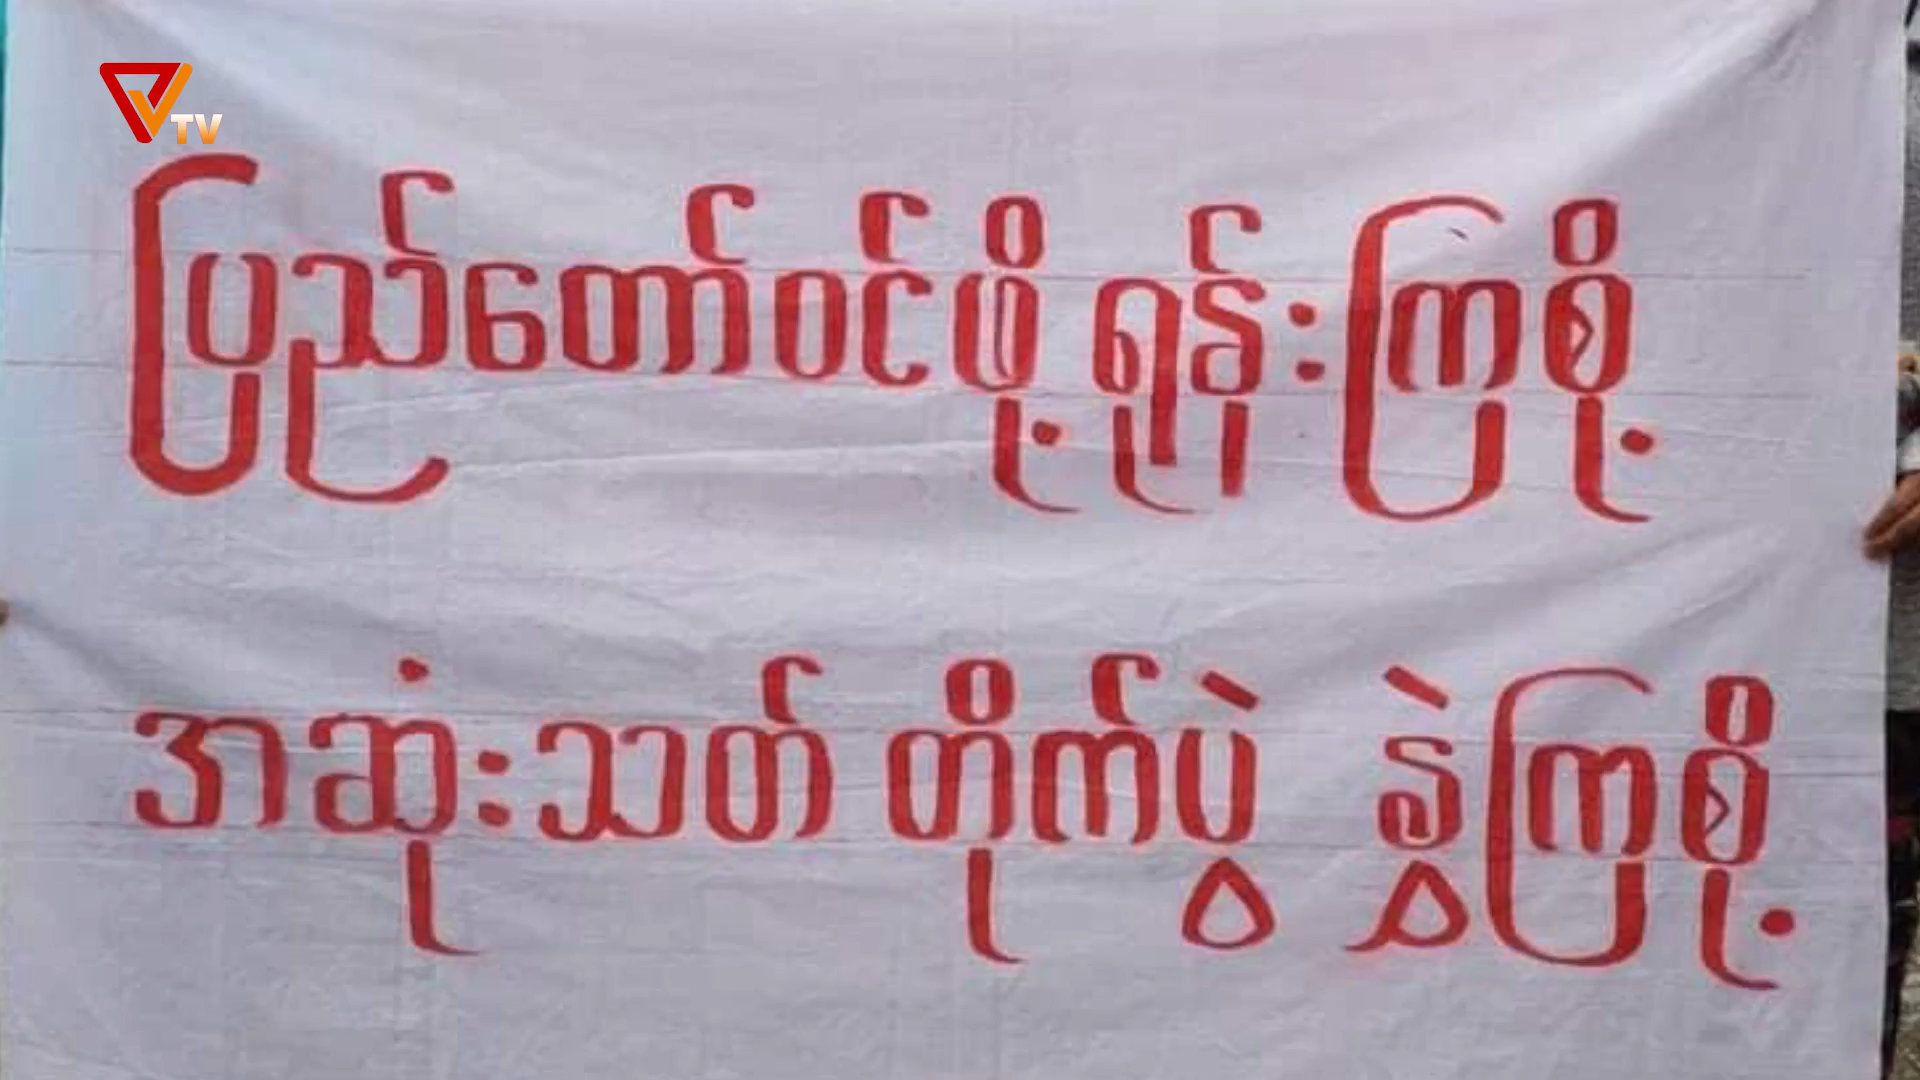 TV
ပြည်တော်ဝင်ဖို့ ရုန်းကြစို့
အဆုံးသတ် တိုက်ပွဲ နွှဲကြစို့